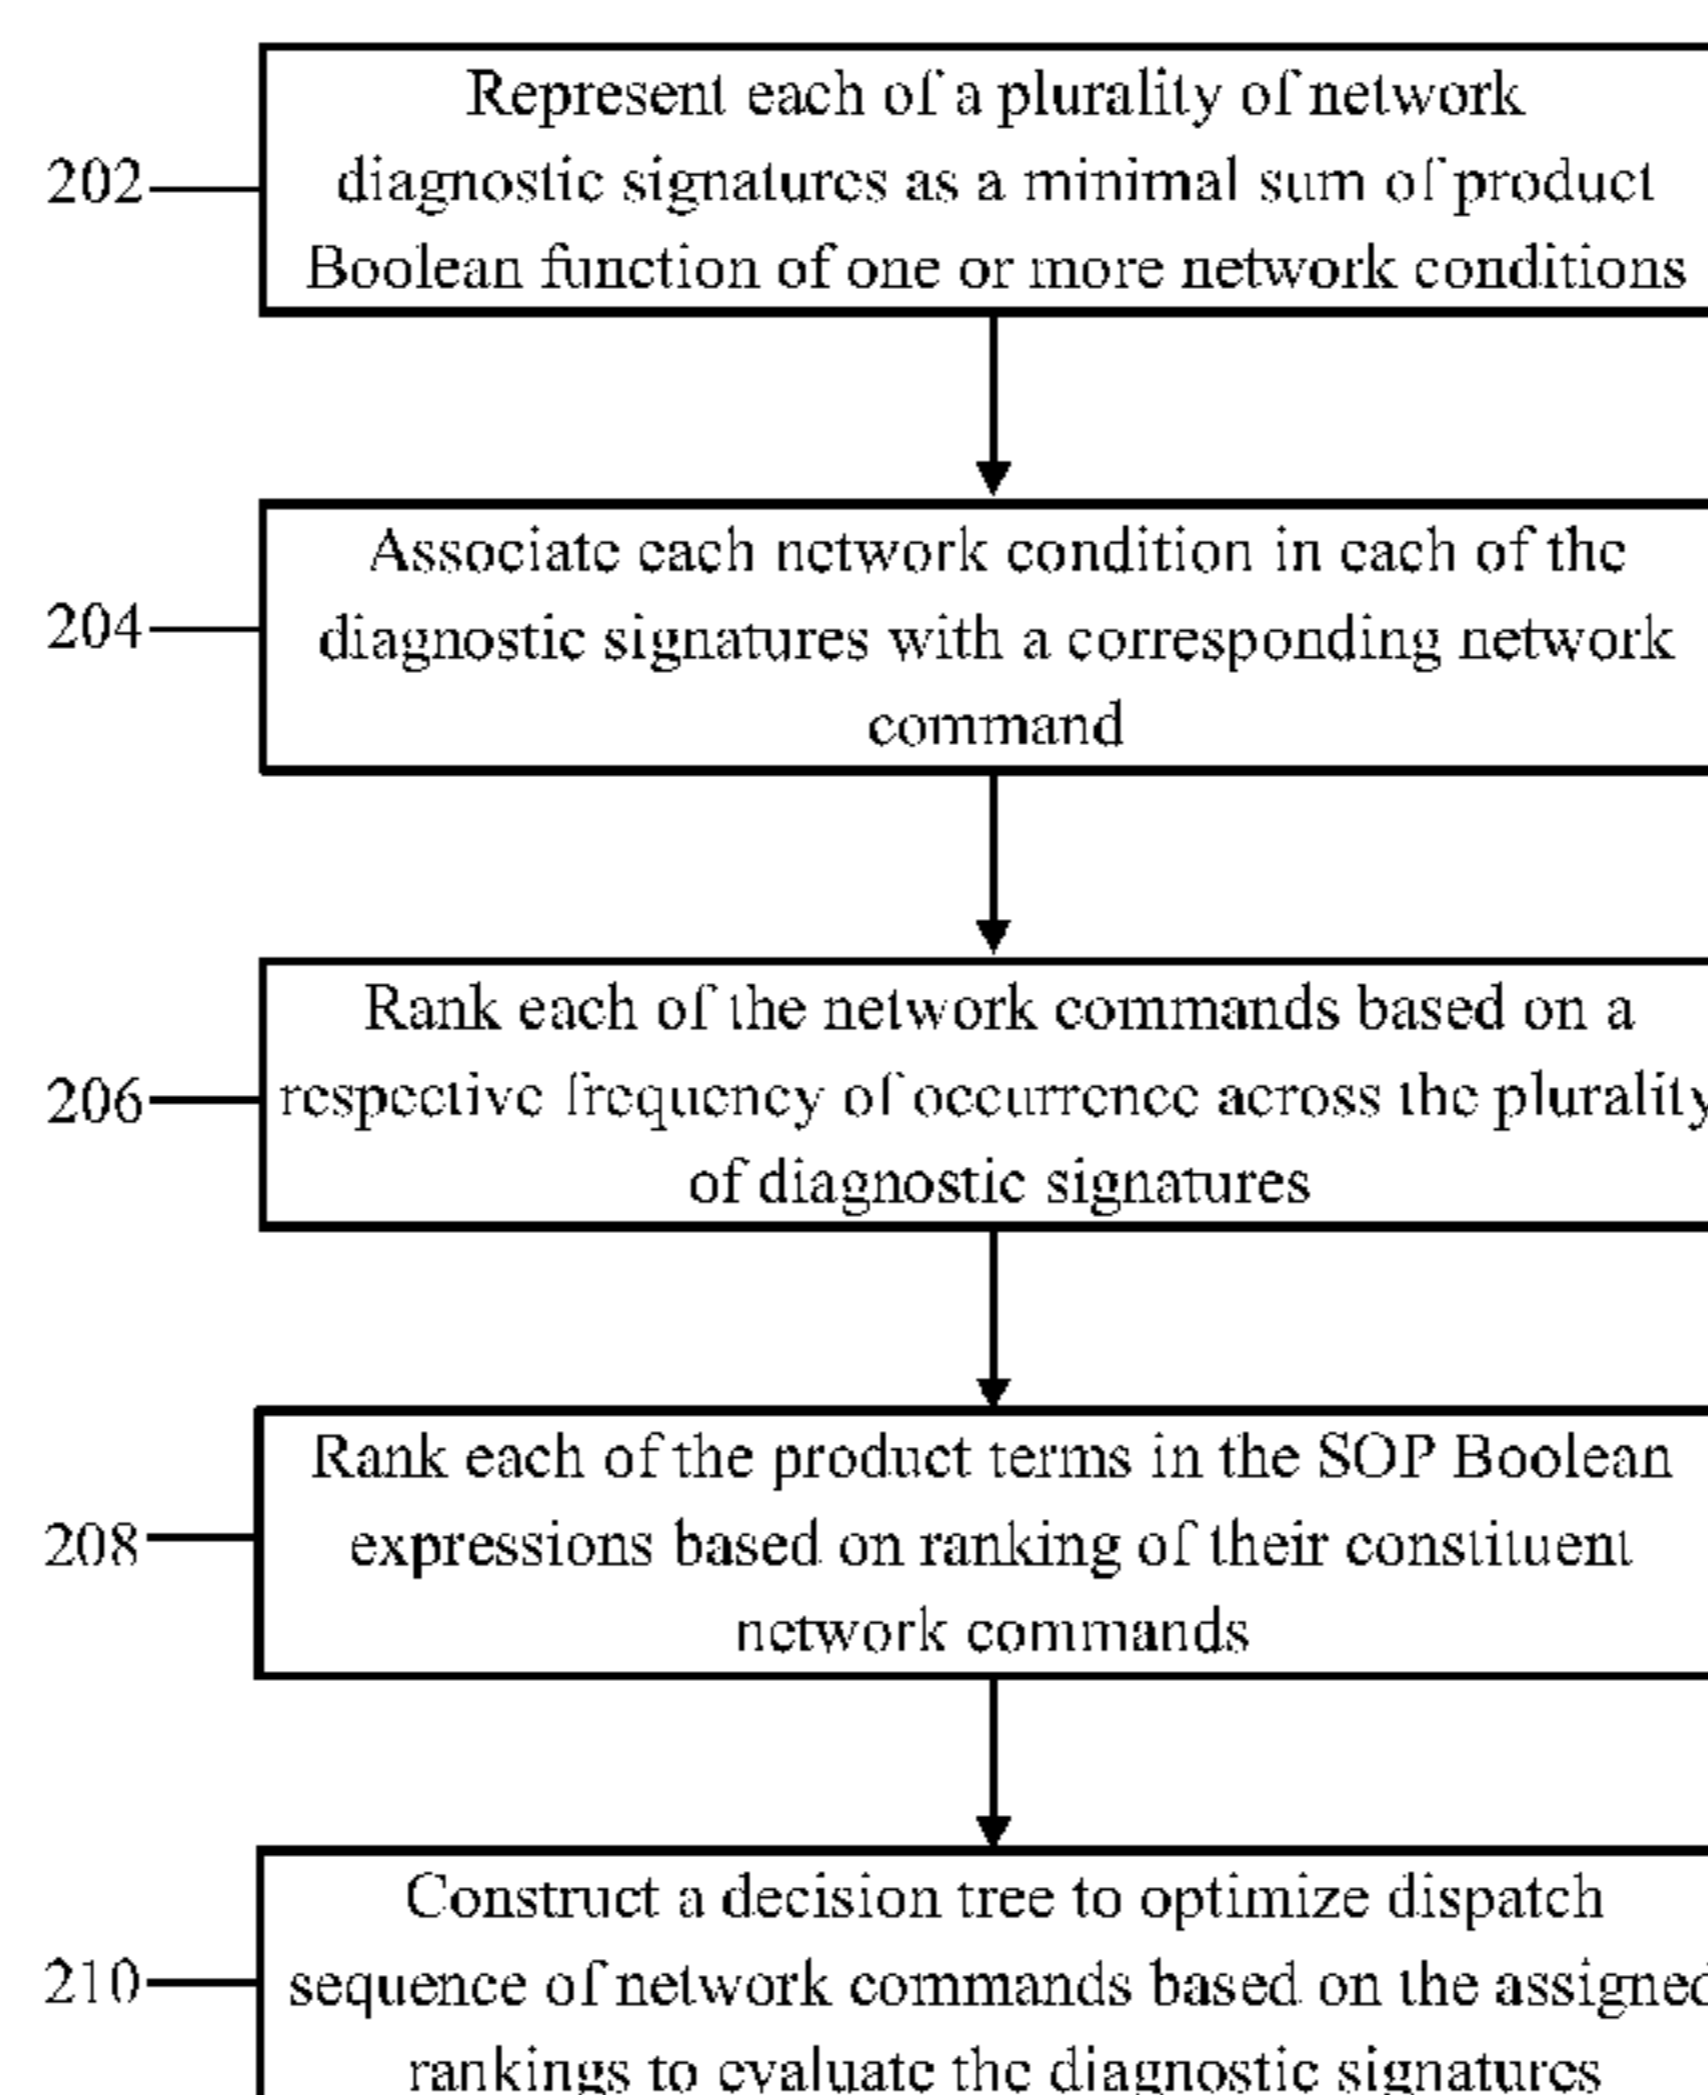 Represent each of a plurality of network
202
diagnostic signatures as a minimal sum of product
Boolean function of one or more network conditions
Associate each network condition in each of the
204
diagnostic signatures with a corresponding network
command
Rank each of the network commands based on a
206
respective frequency of occurrence across the plurality
of diagnostic signatures
Rank each of the product terms in the SOP Boolean
208
expressions based on ranking of their constituent
network commands
Construct a decision tree to optimize dispatch
210
sequence of network commands based on the assigned
rankings to evaluate the diagnostic signatures